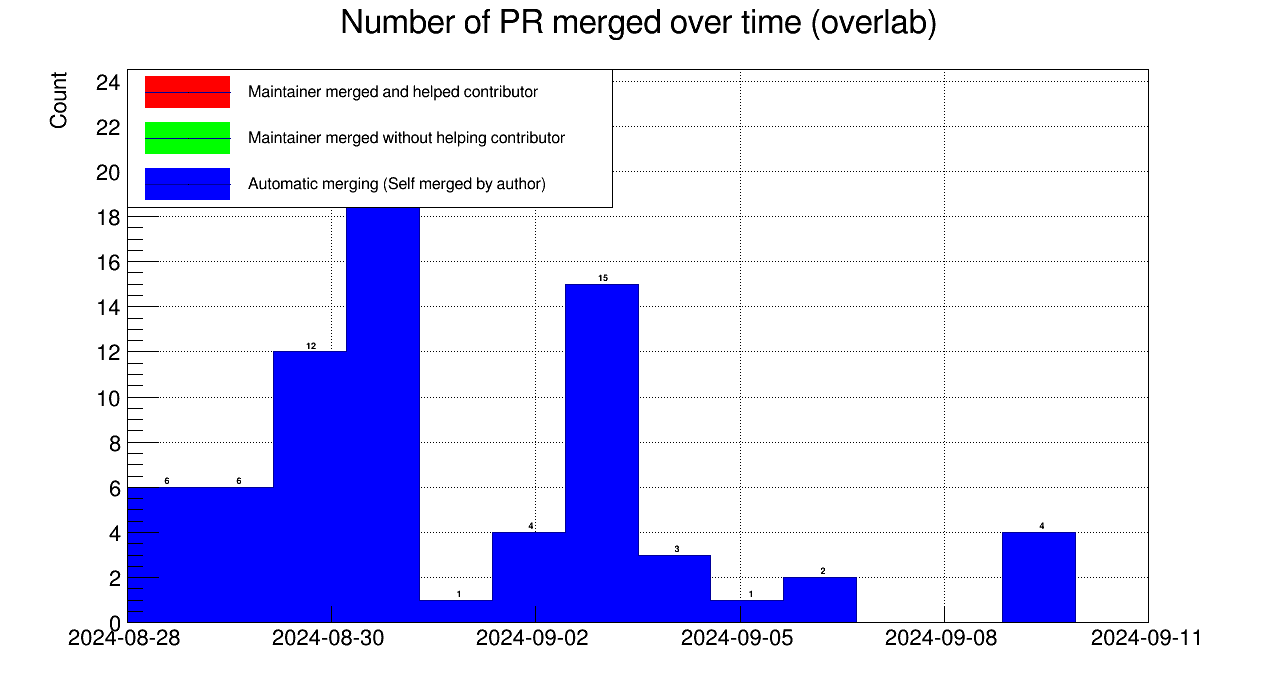 Number of PR merged over time (overlab)
Count
24
22
20
18
16
14
12
10
8
6
4
2
0
Maintainer merged and helped contributor
Maintainer merged without helping contributor
Automatic merging (Self merged by author)
6 6 12 1 4 15 3 1 2 4
2024-08-28 2024-08-30 2024-09-02 2024-09-05 2024-09-08 2024-09-11